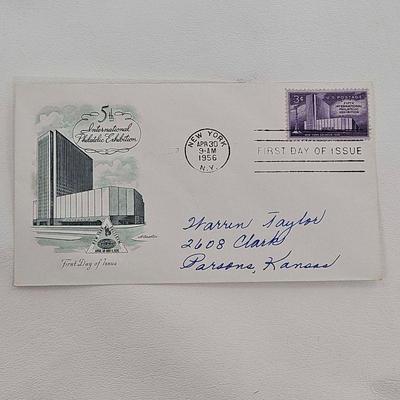 5th
International
Philatelic Exhibition
First Day of Issue
NEW YORK
APR 30
9-AM
1956
N.Y.
3¢ U.S. POSTAGE
FIFTH
INTERNATIONAL
PHILATELIC
EXHIBITION
FIRST DAY OF ISSUE
Warren Taylor
2608 Clark
Parsons, Kansas